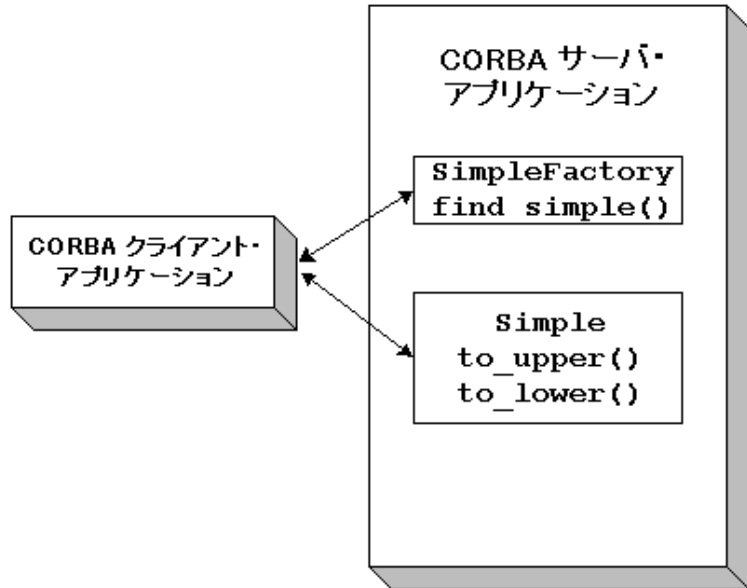 CORBA サーバ・
アプリケーション
SimpleFactory
find simple()
CORBA クライアント・
アプリケーション
Simple
to_upper()
to_lower()